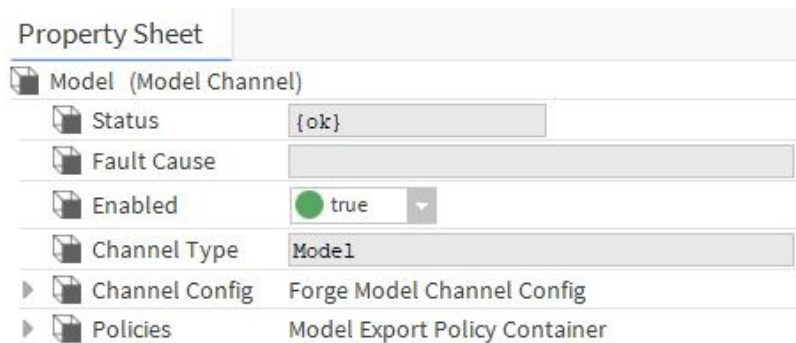 Property Sheet
Model (Model Channel)
Status {ok}
Fault Cause
Enabled true
Channel Type Model
Channel Config Forge Model Channel Config
Policies Model Export Policy Container